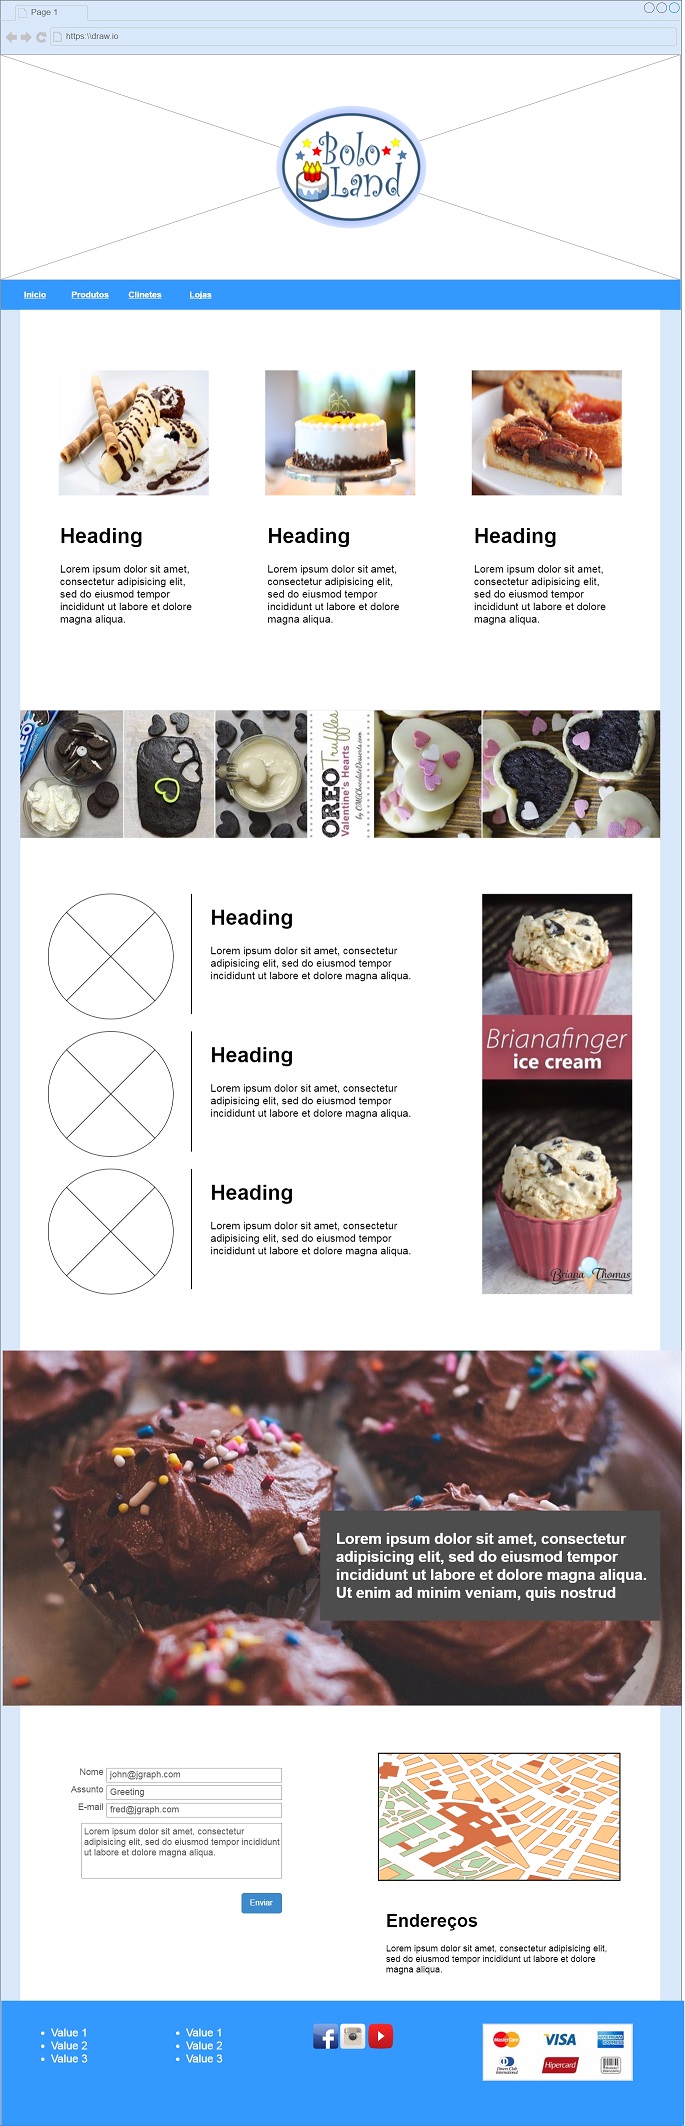 Page 1
https:\\draw.io
Bolo
Land
Inicio Produtos Clinetes Lojas
Heading
Lorem ipsum dolor sit amet,
consectetur adipisicing elit,
sed do eiusmod tempor
incididunt ut labore et dolore
magna aliqua.
Heading
Lorem ipsum dolor sit amet,
consectetur adipisicing elit,
sed do eiusmod tempor
incididunt ut labore et dolore
magna aliqua.
Heading
Lorem ipsum dolor sit amet,
consectetur adipisicing elit,
sed do eiusmod tempor
incididunt ut labore et dolore
magna aliqua.
OREO Truffles
Valentine's Hearts
by OMGChocolateDesserts.com
Heading
Lorem ipsum dolor sit amet, consectetur
adipisicing elit, sed do eiusmod tempor
incididunt ut labore et dolore magna aliqua.
Heading
Lorem ipsum dolor sit amet, consectetur
adipisicing elit, sed do eiusmod tempor
incididunt ut labore et dolore magna aliqua.
Heading
Lorem ipsum dolor sit amet, consectetur
adipisicing elit, sed do eiusmod tempor
incididunt ut labore et dolore magna aliqua.
Brianafinger
ice cream
Briana Thomas
Lorem ipsum dolor sit amet, consectetur
adipisicing elit, sed do eiusmod tempor
incididunt ut labore et dolore magna aliqua.
Ut enim ad minim veniam, quis nostrud
Nome john@jgraph.com
Assunto Greeting
E-mail fred@jgraph.com
Lorem ipsum dolor sit amet, consectetur
adipisicing elit, sed do eiusmod tempor incididunt
ut labore et dolore magna aliqua.
Enviar
Endereços
Lorem ipsum dolor sit amet, consectetur adipisicing elit,
sed do eiusmod tempor incididunt ut labore et dolore
magna aliqua.
Value 1
Value 2
Value 3
Value 1
Value 2
Value 3
MasterCard VISA AMERICAN EXPRESS
Diners Club International Hipercard